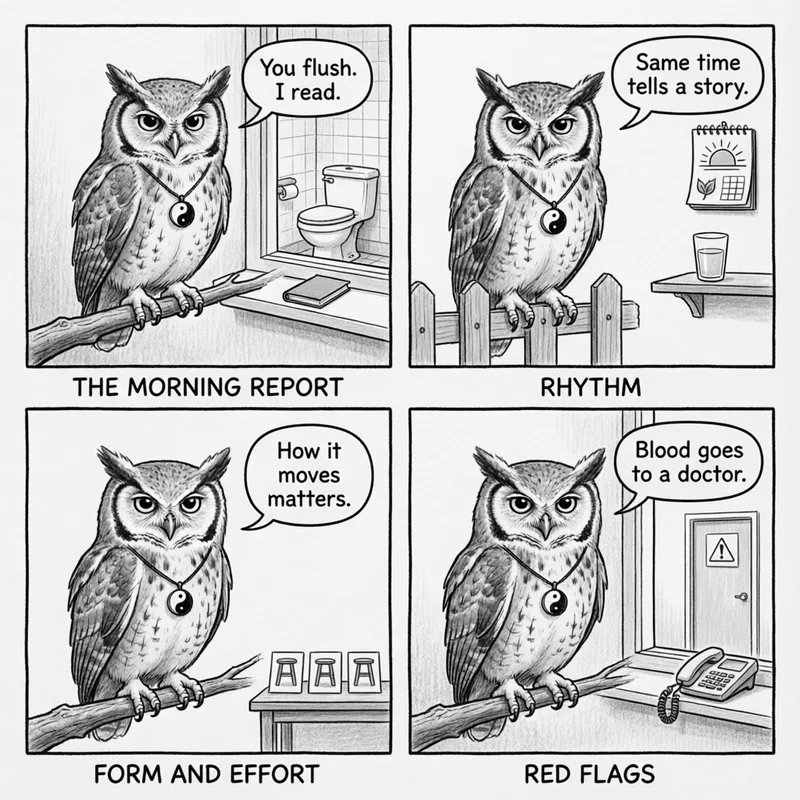 You flush.
I read.
THE MORNING REPORT
Same time
tells a story.
RHYTHM
How it
moves
matters.
FORM AND EFFORT
Blood goes
to a doctor.
RED FLAGS